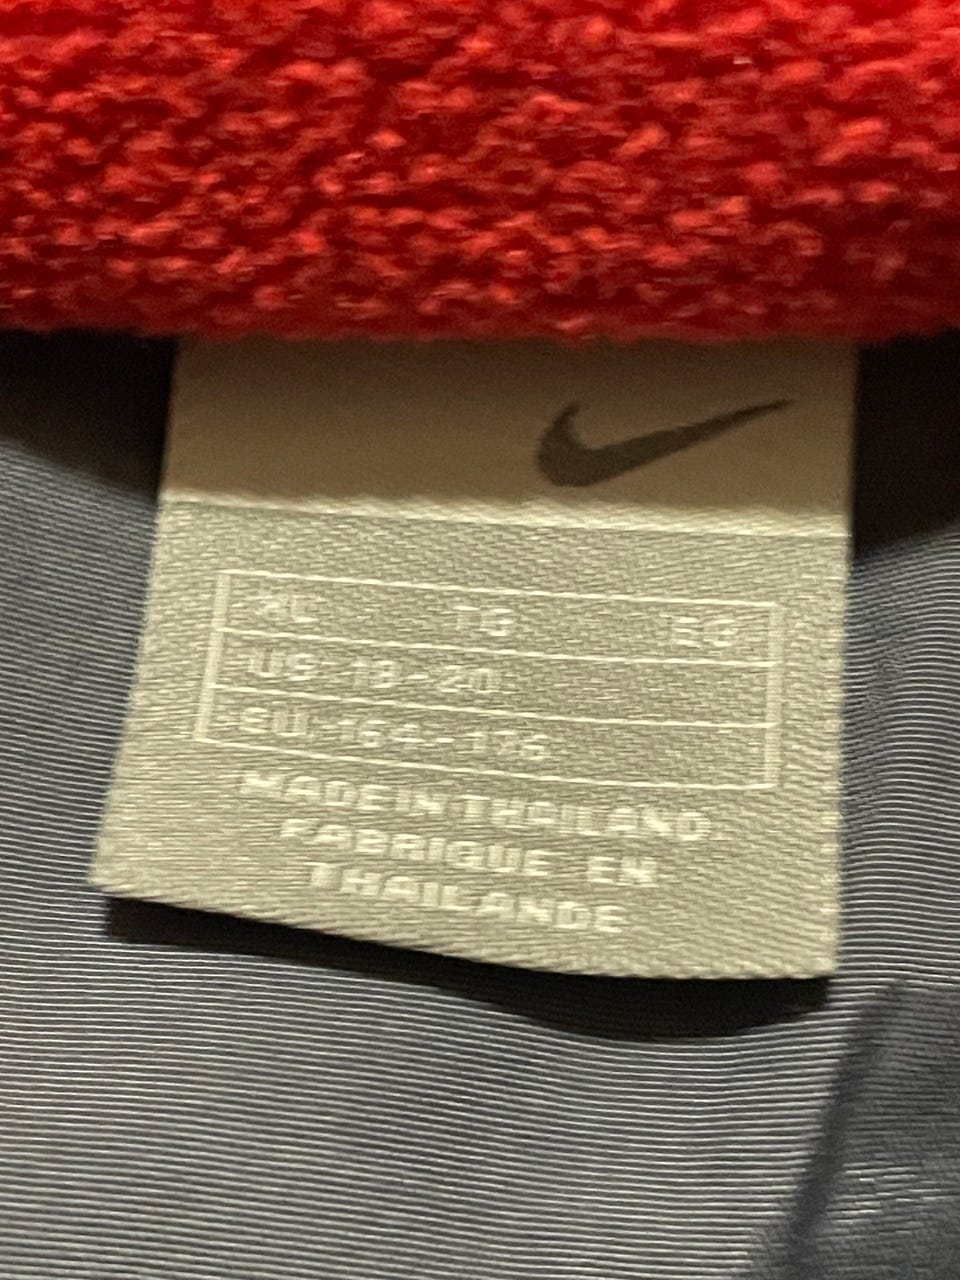 XL TG EG
US: 18-20
EU: 164-176
MADE IN THAILAND
FABRIQUE EN
THAILANDE